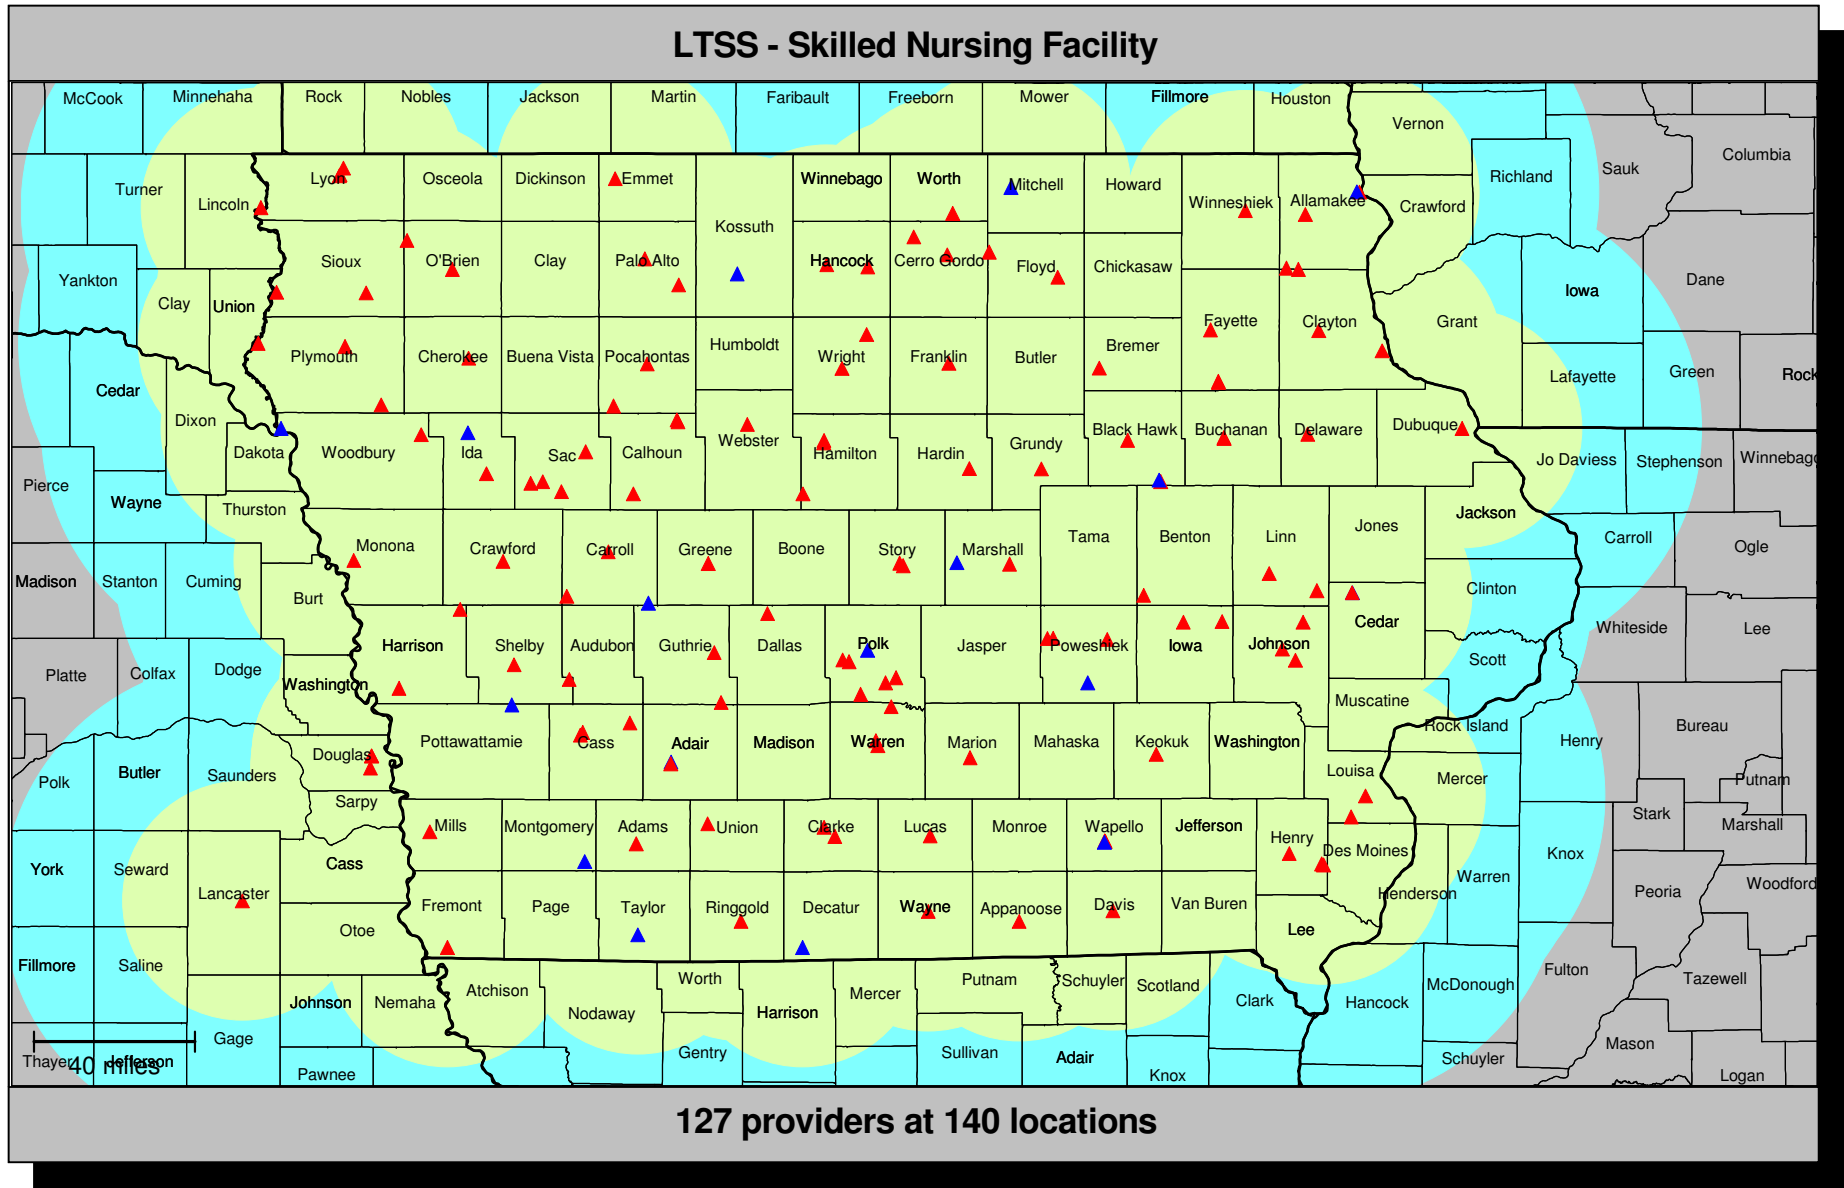 LTSS - Skilled Nursing Facility
McCook Minnehaha Rock Nobles Jackson Martin Faribault Freeborn Mower Fillmore Houston
Vernon
Columbia
Sauk
Richland
Turner Lyon Osceola Dickinson Emmet Winnebago Worth Mitchell Howard
Lincoln Winneshiek Allamakee Crawford
Kossuth
Yankton Sioux O'Brien Clay Palo Alto Hancock Cerro Gordo Floyd Chickasaw Dane
Clay Union Iowa
Fayette Clayton Grant
Plymouth Cherokee Buena Vista Pocahontas Humboldt Wright Franklin Butler Bremer
Cedar Lafayette Green Rock
Dixon Dubuque
Dakota Woodbury Ida Sac Calhoun Webster Hamilton Hardin Grundy Black Hawk Buchanan Delaware
Jo Daviess Stephenson Winnebago
Pierce
Wayne Thurston Jackson
Monona Crawford Carroll Greene Boone Story Marshall Tama Benton Linn Jones Carroll Ogle
Madison Stanton Cuming Burt Clinton
Cedar Whiteside Lee
Harrison Shelby Audubon Guthrie Dallas Polk Jasper Poweshiek Iowa Johnson
Platte Colfax Dodge Washington Scott
Muscatine
Rock Island Bureau
Pottawattamie Cass Adair Madison Warren Marion Mahaska Keokuk Washington Henry
Douglas
Polk Butler Saunders Louisa Mercer Putnam
Sarpy Stark
Mills Montgomery Adams Union Clarke Lucas Monroe Wapello Jefferson Henry Marshall
Des Moines Knox
York Seward Cass Warren
Lancaster Henderson Peoria Woodford
Fremont Page Taylor Ringgold Decatur Wayne Appanoose Davis Van Buren
Otoe Lee
Fillmore Saline Fulton
Johnson Nemaha Atchison Worth Mercer Putnam Schuyler Scotland McDonough Tazewell
Nodaway Harrison Clark Hancock
Gage Gentry Sullivan Adair Schuyler Mason
Thayer Jefferson
40 miles
Pawnee Knox Logan
127 providers at 140 locations